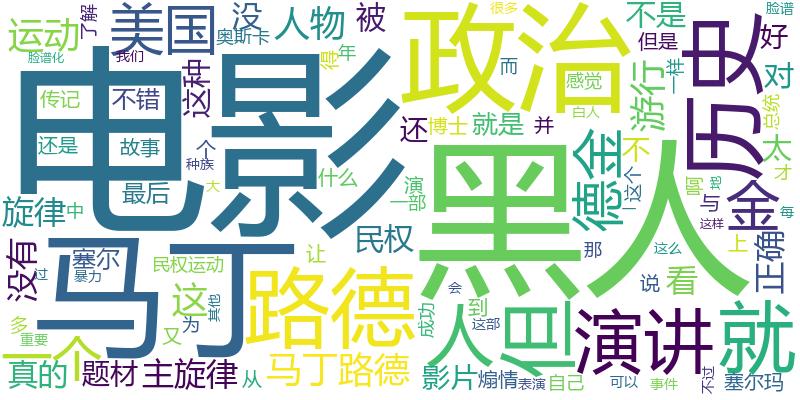 运动
了解
美国
没
人物
被
很多
不是
脸谱
脸谱化
我们
奥斯卡
得
年
而
但是
好
电影
政治
历史
传记
不错
这种
感觉
对
一样
还是
故事
个
还
博士
就是
并
白人
游行
总统
种族
什么
德金
不
太
才
最后
大
演
一部
黑人
这个
啊
她
与
金
每
旋律
中
民权
这样
没有
塞尔
马丁
让
那
说
看
上
正确
过
暴力
民权运动
这
路德
会
到
人
但
演讲
就
这么
多
重要
又
为
其他
成功
这部
一个
真的
题材
主旋律
从
马丁路德
影片
煽情
表演
自己
可以
事件
不过
塞尔玛